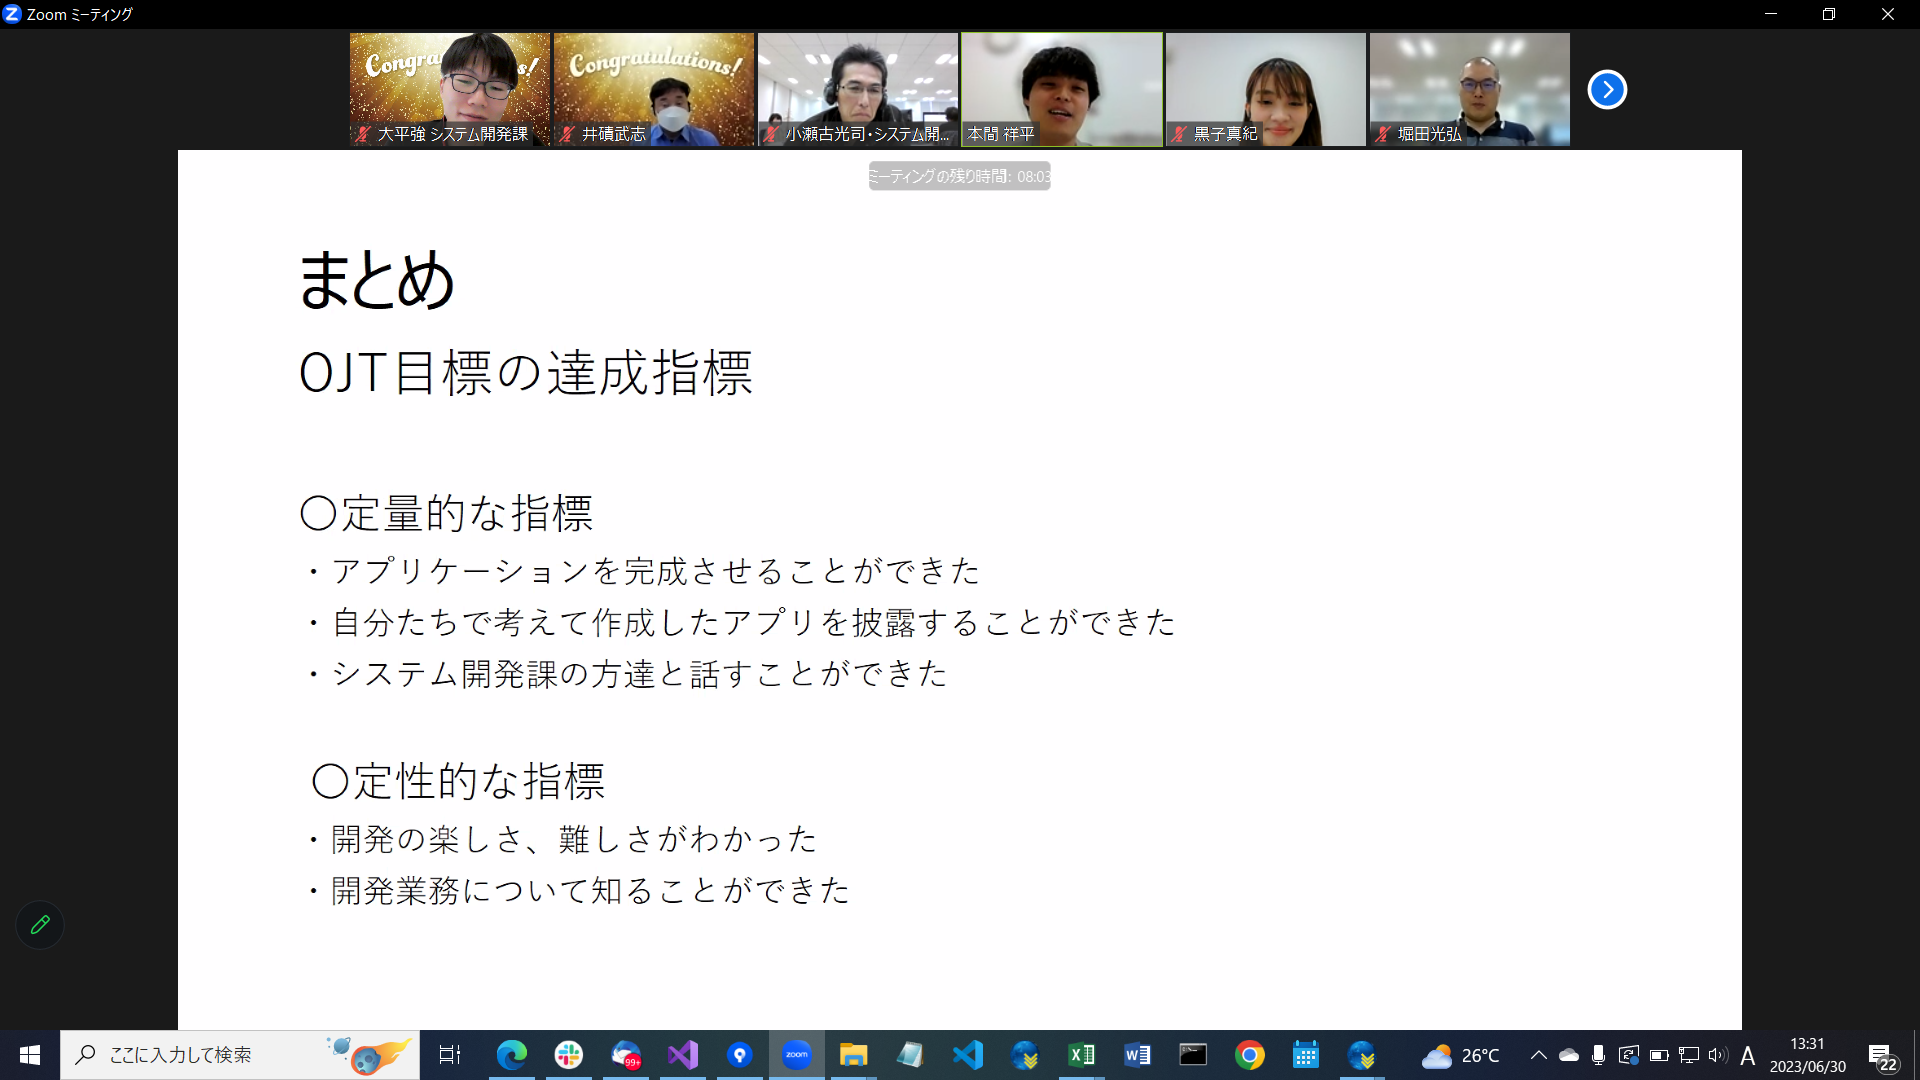 Zoom ミーティング
Congra ns!
Congratulations!
大平強 システム開発課
井磧武志
小瀬古光司・システム開...
本間 祥平
黒子真紀
堀田光弘
ミーティングの残り時間: 08:03
まとめ
OJT目標の達成指標
〇定量的な指標
・アプリケーションを完成させることができた
・自分たちで考えて作成したアプリを披露することができた
・システム開発課の方達と話すことができた
〇定性的な指標
・開発の楽しさ、難しさがわかった
・開発業務について知ることができた
ここに入力して検索
99+
zoom
26°C
A
13:31
2023/06/30
22